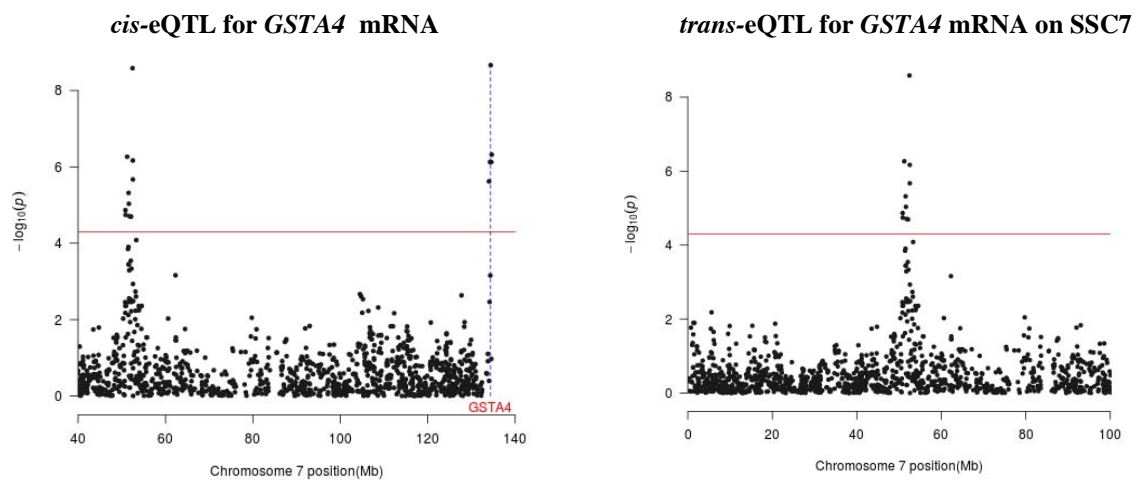 cis-eQTL for GSTA4 mRNA
8
6
4
2
0
− log10(p)
GSTA4
40 60 80 100 120 140
Chromosome 7 position(Mb)
trans-eQTL for GSTA4 mRNA on SSC7
8
6
4
2
0
− log10(p)
0 20 40 60 80 100
Chromosome 7 position(Mb)